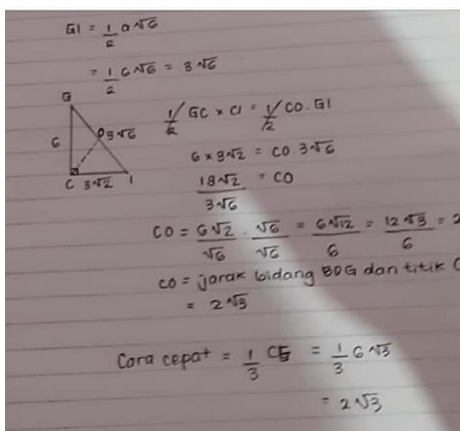 GI = 1/2 a√6
= 1/2 6√6 = 3√6
G
1/2 GC × CI = 1/2 CO . GI
6
O 3√6
6 × 3√2 = CO 3√6
C 3√2 I
18√2/3√6 = CO
CO = 6√2/√6 . √6/√6 = 6√12/6 = 12√3/6 = 2
CO = jarak bidang BDG dan titik C
= 2√3
Cara cepat = 1/3 CE = 1/3 6√3
= 2√3